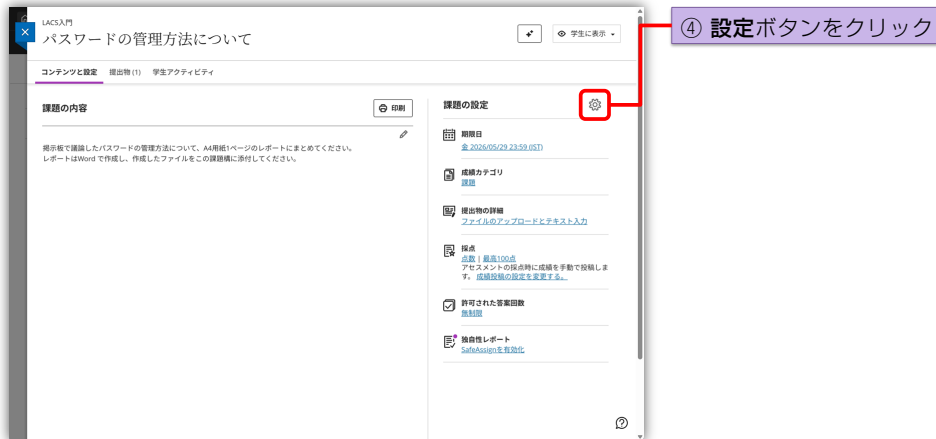 LACS入門
パスワードの管理方法について
学生に表示
④ 設定ボタンをクリック
コンテンツと設定 提出物 (1) 学生アクティビティ
課題の内容
印刷
掲示板で議論したパスワードの管理方法について、A4用紙1ページのレポートにまとめてください。
レポートはWord で作成し、作成したファイルをこの課題構に添付してください。
課題の設定
期限日
金 2026/05/29 23:59 (JST)
成績カテゴリ
課題
提出物の詳細
ファイルのアップロードとテキスト入力
採点
点数 | 最高100点
アセスメントの採点時に成績を手動で投稿しま
す。 成績投稿の設定を変更する。
許可された答案回数
無制限
独自性レポート
SafeAssignを有効化